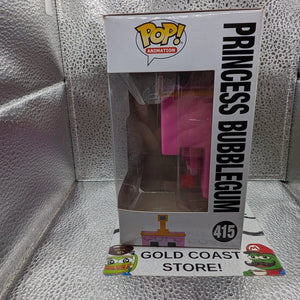 POP!
ANIMATION
PRINCESS BUBBLEGUM
415
GOLD COAST
STORE!